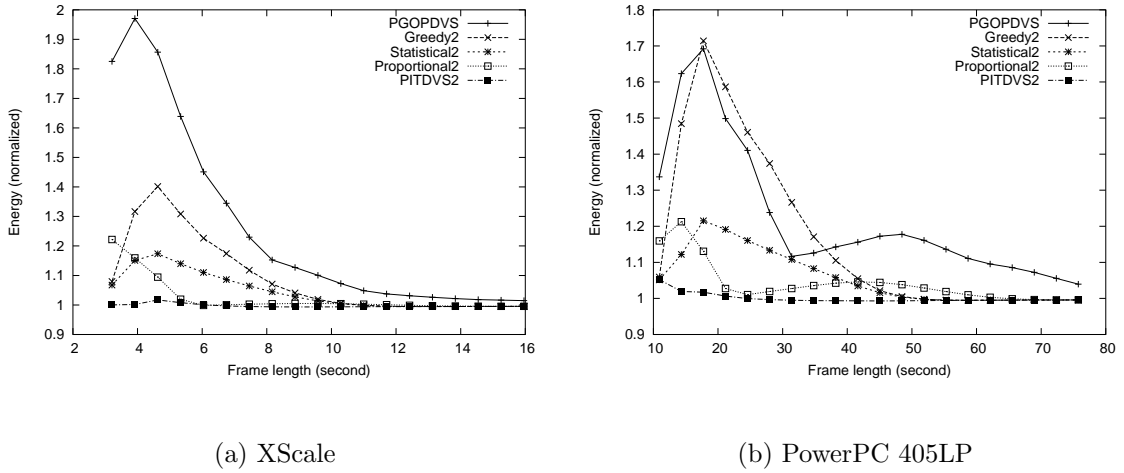 2
1.9
1.8
1.7
1.6
1.5
1.4
1.3
1.2
1.1
1
0.9
Energy (normalized)
PGOPDVS
Greedy2
Statistical2
Proportional2
PITDVS2
2 4 6 8 10 12 14 16
Frame length (second)
(a) XScale
1.8
1.7
1.6
1.5
1.4
1.3
1.2
1.1
1
0.9
Energy (normalized)
PGOPDVS
Greedy2
Statistical2
Proportional2
PITDVS2
10 20 30 40 50 60 70 80
Frame length (second)
(b) PowerPC 405LP